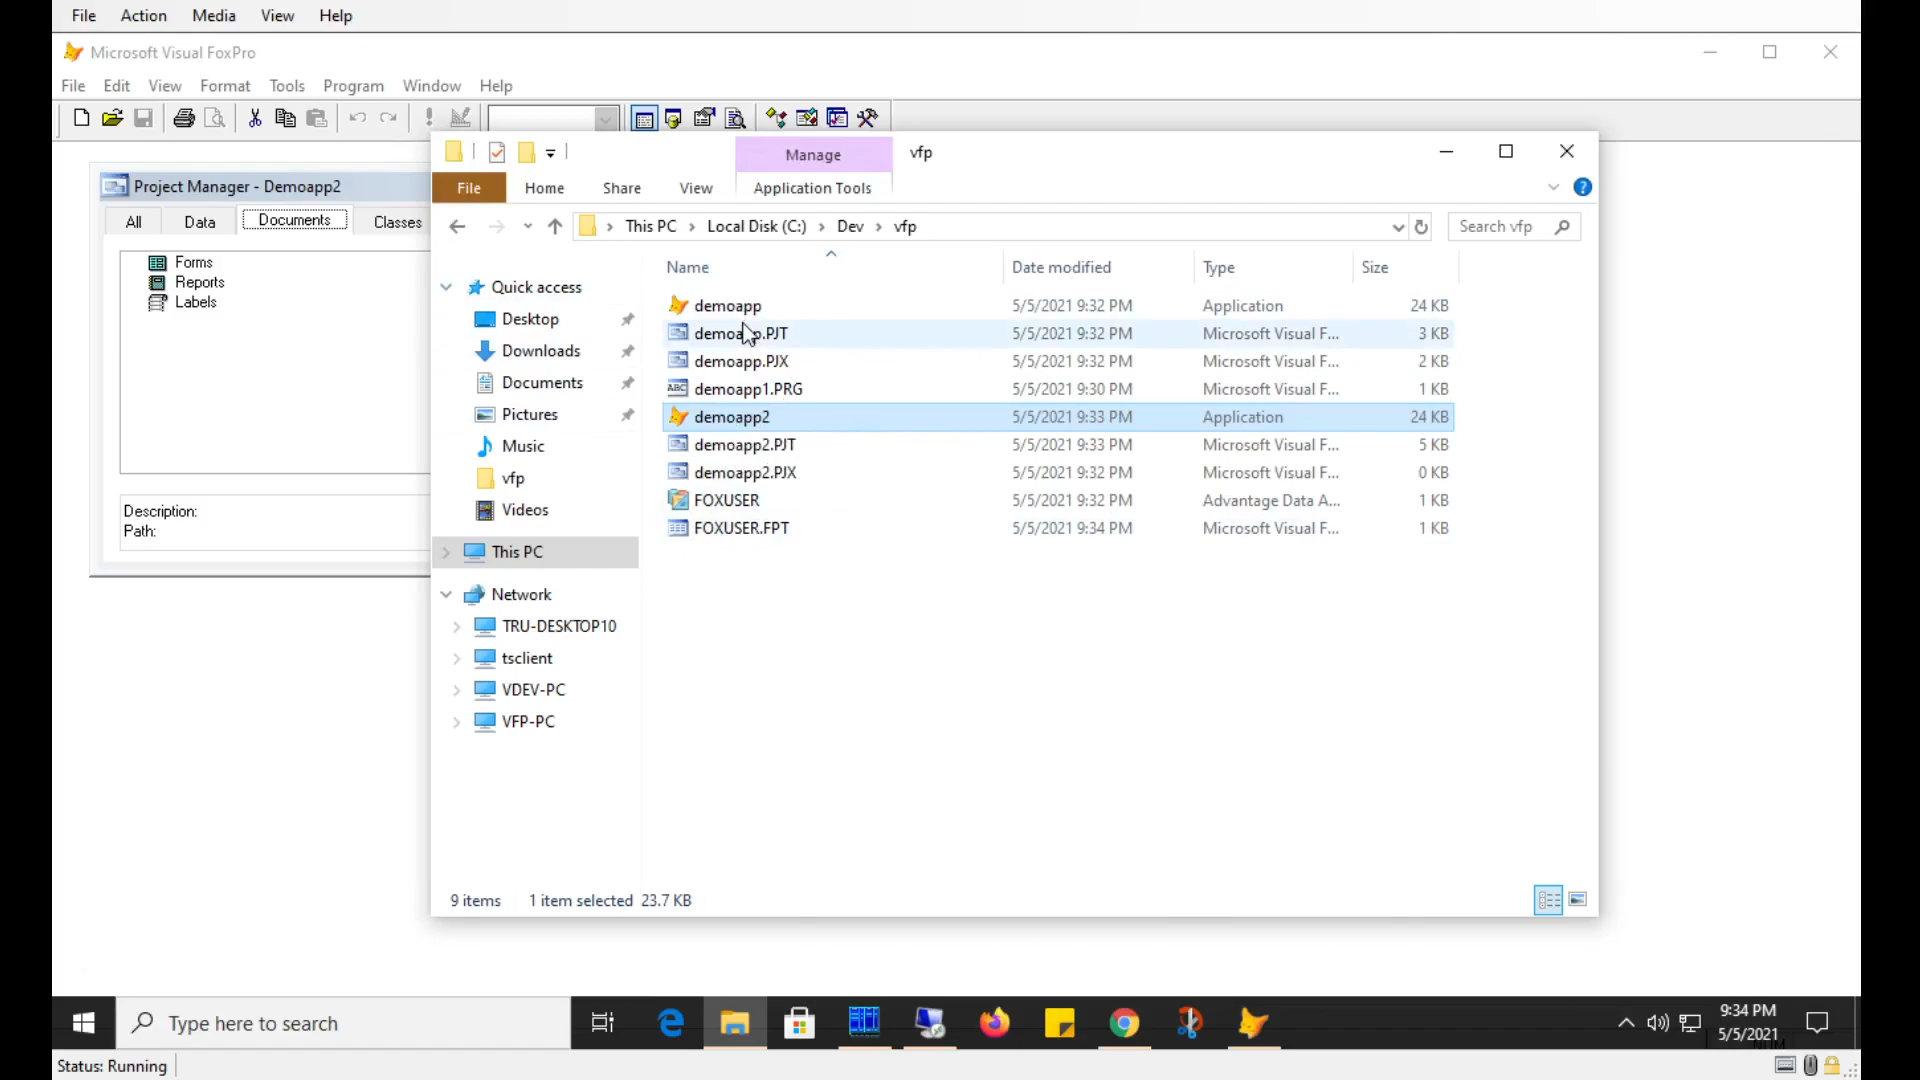 File Action Media View Help
Microsoft Visual FoxPro
File Edit View Format Tools Program Window Help
Manage vfp
File Home Share View Application Tools
Project Manager - Demoapp2
All Data Documents Classes
Forms
Reports
Labels
Description:
Path:
This PC Local Disk (C:) Dev vfp Search vfp
Name Date modified Type Size
Quick access
Desktop
Downloads
Documents
Pictures
Music
vfp
Videos
This PC
Network
TRU-DESKTOP10
tsclient
VDEV-PC
VFP-PC
demoapp 5/5/2021 9:32 PM Application 24 KB
demoapp.PJT 5/5/2021 9:32 PM Microsoft Visual F... 3 KB
demoapp.PJX 5/5/2021 9:32 PM Microsoft Visual F... 2 KB
ABC demoapp1.PRG 5/5/2021 9:30 PM Microsoft Visual F... 1 KB
demoapp2 5/5/2021 9:33 PM Application 24 KB
demoapp2.PJT 5/5/2021 9:33 PM Microsoft Visual F... 5 KB
demoapp2.PJX 5/5/2021 9:32 PM Microsoft Visual F... 0 KB
FOXUSER 5/5/2021 9:32 PM Advantage Data A... 1 KB
FOXUSER.FPT 5/5/2021 9:34 PM Microsoft Visual F... 1 KB
9 items 1 item selected 23.7 KB
Type here to search
9:34 PM
5/5/2021
Status: Running